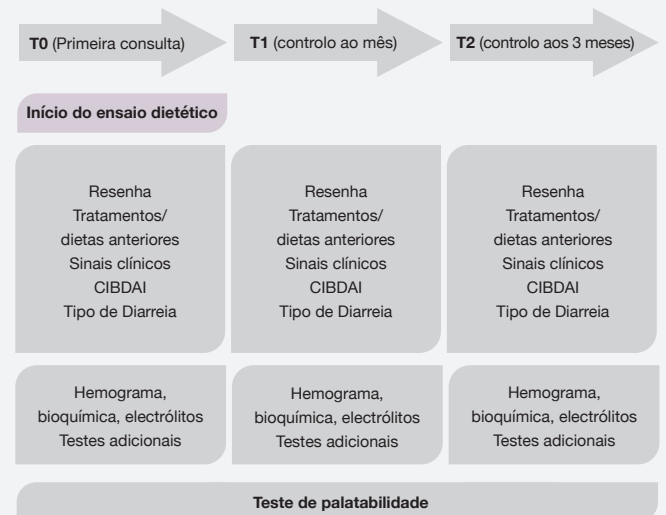 T0 (Primeira consulta)
T1 (controlo ao mês)
T2 (controlo aos 3 meses)
Início do ensaio dietético
Resenha
Tratamentos/
dietas anteriores
Sinais clínicos
CIBDAI
Tipo de Diarreia
Resenha
Tratamentos/
dietas anteriores
Sinais clínicos
CIBDAI
Tipo de Diarreia
Resenha
Tratamentos/
dietas anteriores
Sinais clínicos
CIBDAI
Tipo de Diarreia
Hemograma,
bioquímica, electrólitos
Testes adicionais
Hemograma,
bioquímica, electrólitos
Testes adicionais
Hemograma,
bioquímica, electrólitos
Testes adicionais
Teste de palatabilidade